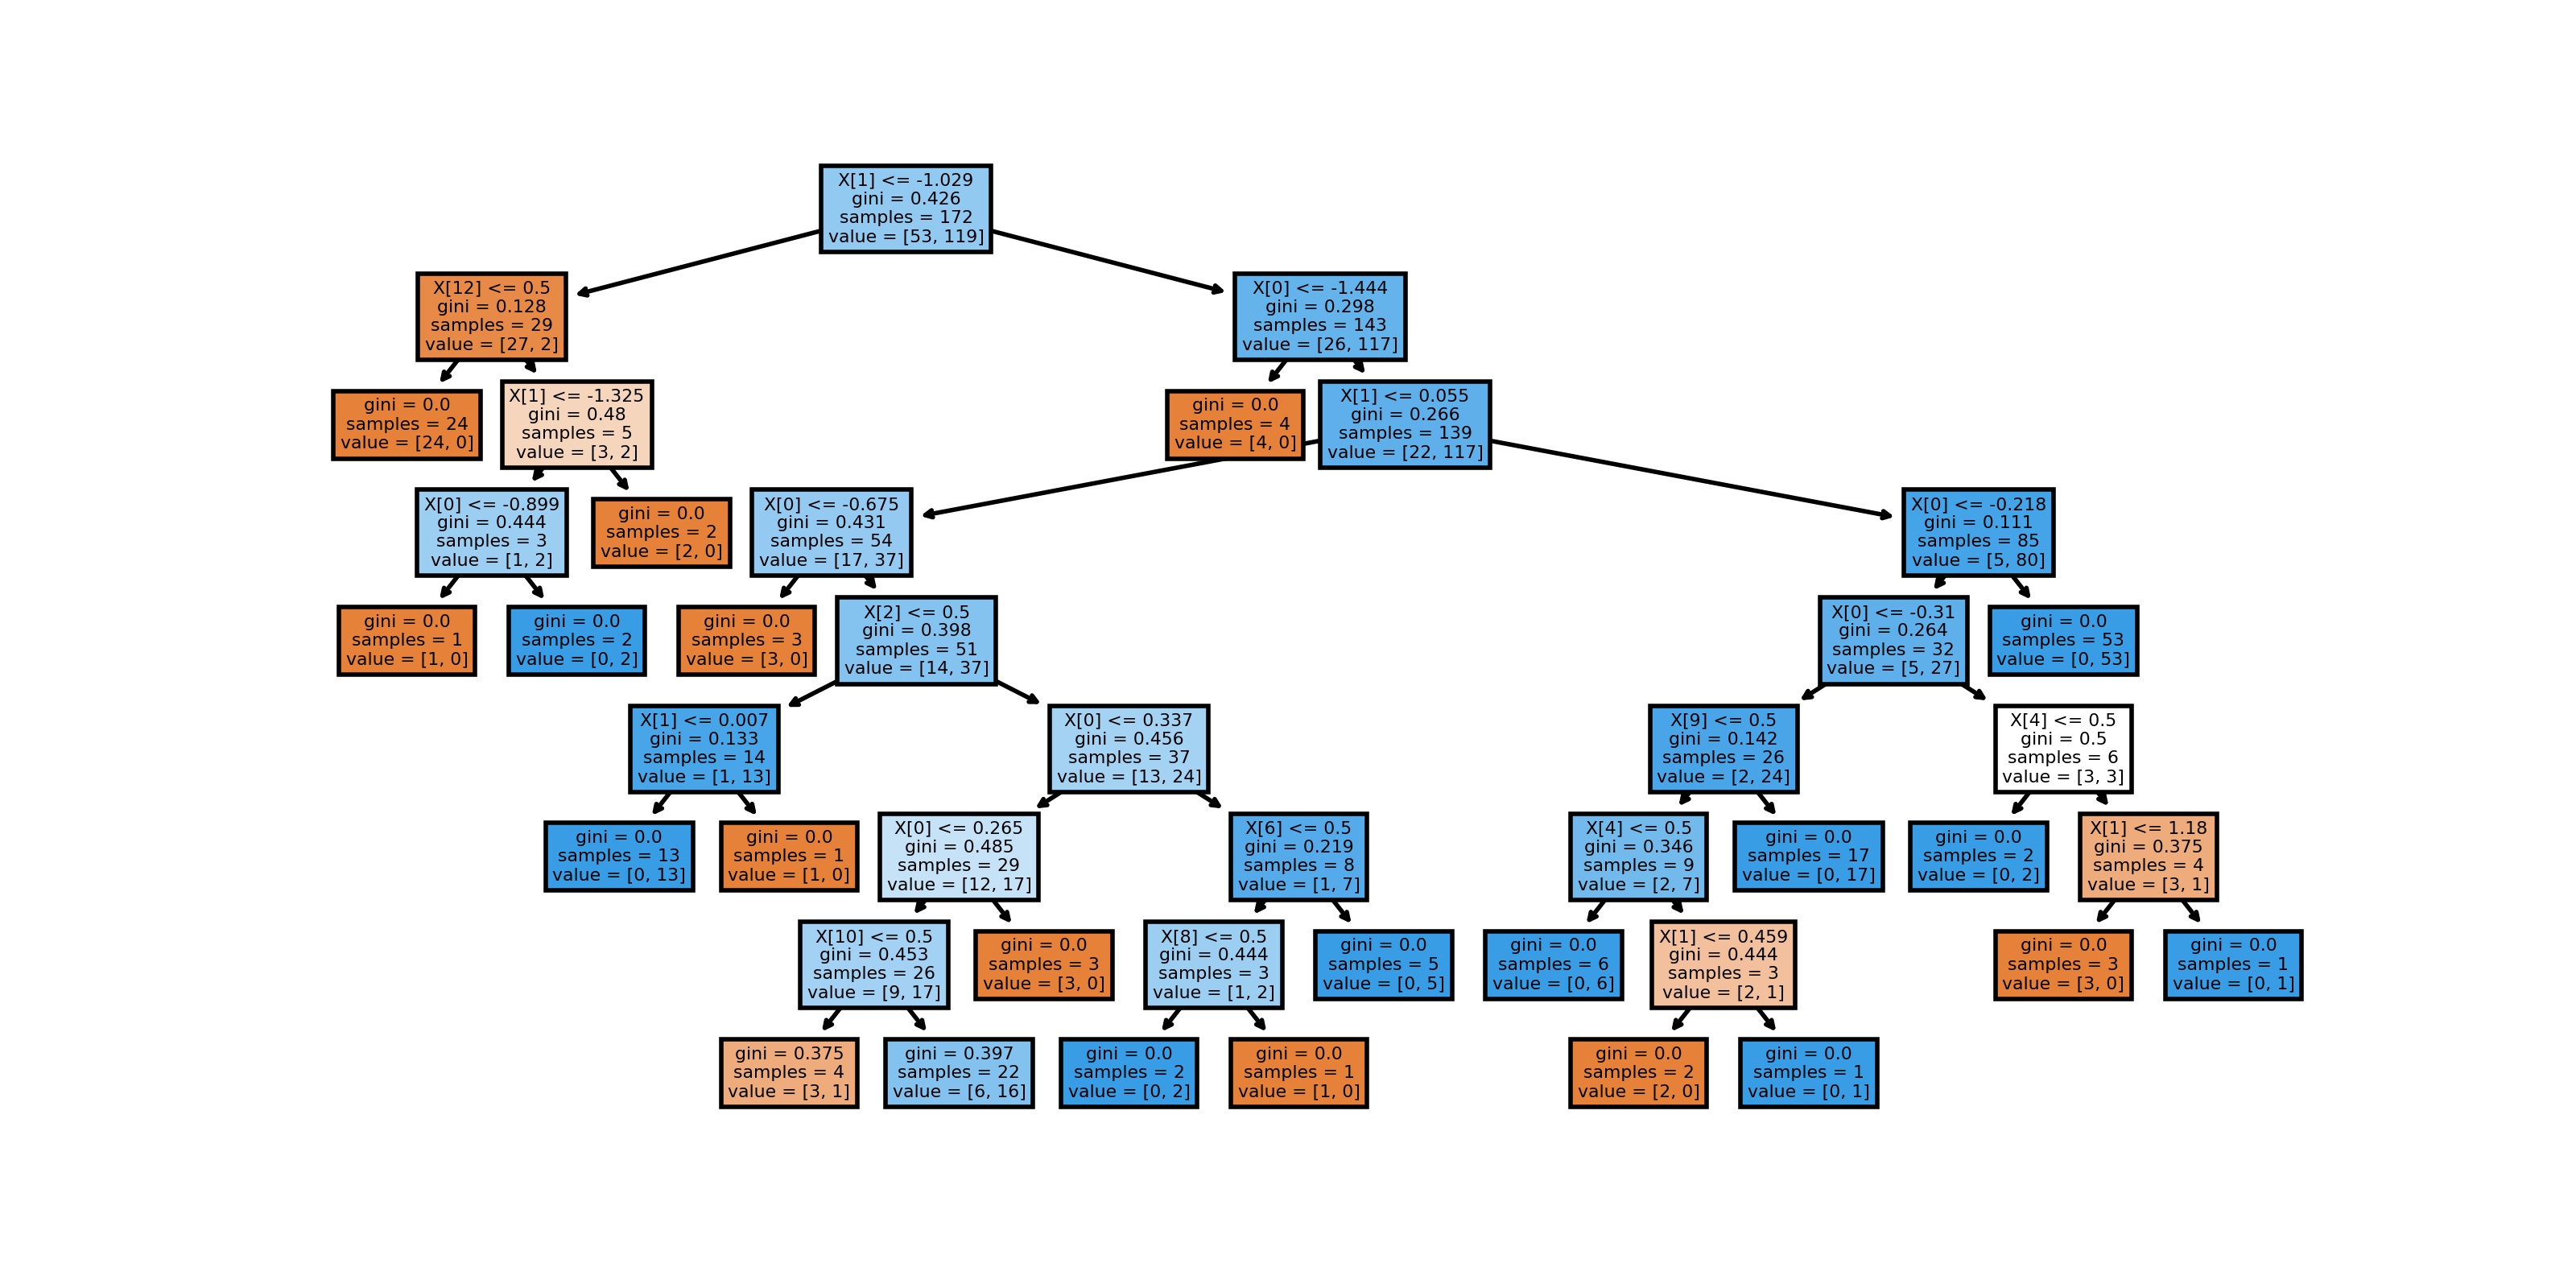 X[1] <= -1.029
gini = 0.426
samples = 172
value = [53, 119]
X[12] <= 0.5
gini = 0.128
samples = 29
value = [27, 2]
X[0] <= -1.444
gini = 0.298
samples = 143
value = [26, 117]
gini = 0.0
samples = 24
value = [24, 0]
X[1] <= -1.325
gini = 0.48
samples = 5
value = [3, 2]
gini = 0.0
samples = 4
value = [4, 0]
X[1] <= 0.055
gini = 0.266
samples = 139
value = [22, 117]
X[0] <= -0.899
gini = 0.444
samples = 3
value = [1, 2]
gini = 0.0
samples = 2
value = [2, 0]
X[0] <= -0.675
gini = 0.431
samples = 54
value = [17, 37]
X[0] <= -0.218
gini = 0.111
samples = 85
value = [5, 80]
gini = 0.0
samples = 1
value = [1, 0]
gini = 0.0
samples = 2
value = [0, 2]
gini = 0.0
samples = 3
value = [3, 0]
X[2] <= 0.5
gini = 0.398
samples = 51
value = [14, 37]
X[0] <= -0.31
gini = 0.264
samples = 32
value = [5, 27]
gini = 0.0
samples = 53
value = [0, 53]
X[1] <= 0.007
gini = 0.133
samples = 14
value = [1, 13]
X[0] <= 0.337
gini = 0.456
samples = 37
value = [13, 24]
X[9] <= 0.5
gini = 0.142
samples = 26
value = [2, 24]
X[4] <= 0.5
gini = 0.5
samples = 6
value = [3, 3]
gini = 0.0
samples = 13
value = [0, 13]
gini = 0.0
samples = 1
value = [1, 0]
X[0] <= 0.265
gini = 0.485
samples = 29
value = [12, 17]
X[6] <= 0.5
gini = 0.219
samples = 8
value = [1, 7]
X[4] <= 0.5
gini = 0.346
samples = 9
value = [2, 7]
gini = 0.0
samples = 17
value = [0, 17]
gini = 0.0
samples = 2
value = [0, 2]
X[1] <= 1.18
gini = 0.375
samples = 4
value = [3, 1]
X[10] <= 0.5
gini = 0.453
samples = 26
value = [9, 17]
gini = 0.0
samples = 3
value = [3, 0]
X[8] <= 0.5
gini = 0.444
samples = 3
value = [1, 2]
gini = 0.0
samples = 5
value = [0, 5]
gini = 0.0
samples = 6
value = [0, 6]
X[1] <= 0.459
gini = 0.444
samples = 3
value = [2, 1]
gini = 0.0
samples = 3
value = [3, 0]
gini = 0.0
samples = 1
value = [0, 1]
gini = 0.375
samples = 4
value = [3, 1]
gini = 0.397
samples = 22
value = [6, 16]
gini = 0.0
samples = 2
value = [0, 2]
gini = 0.0
samples = 1
value = [1, 0]
gini = 0.0
samples = 2
value = [2, 0]
gini = 0.0
samples = 1
value = [0, 1]